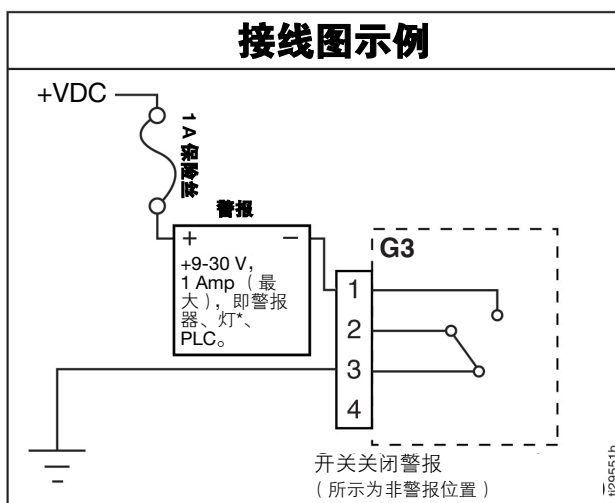 接线图示例
+VDC
1 A 保险丝
警报
+ −
+9-30 V，
1 Amp （最
大），即警报
器、灯*、
PLC。
G3
1
2
3
4
开关关闭警报
（所示为非警报位置）